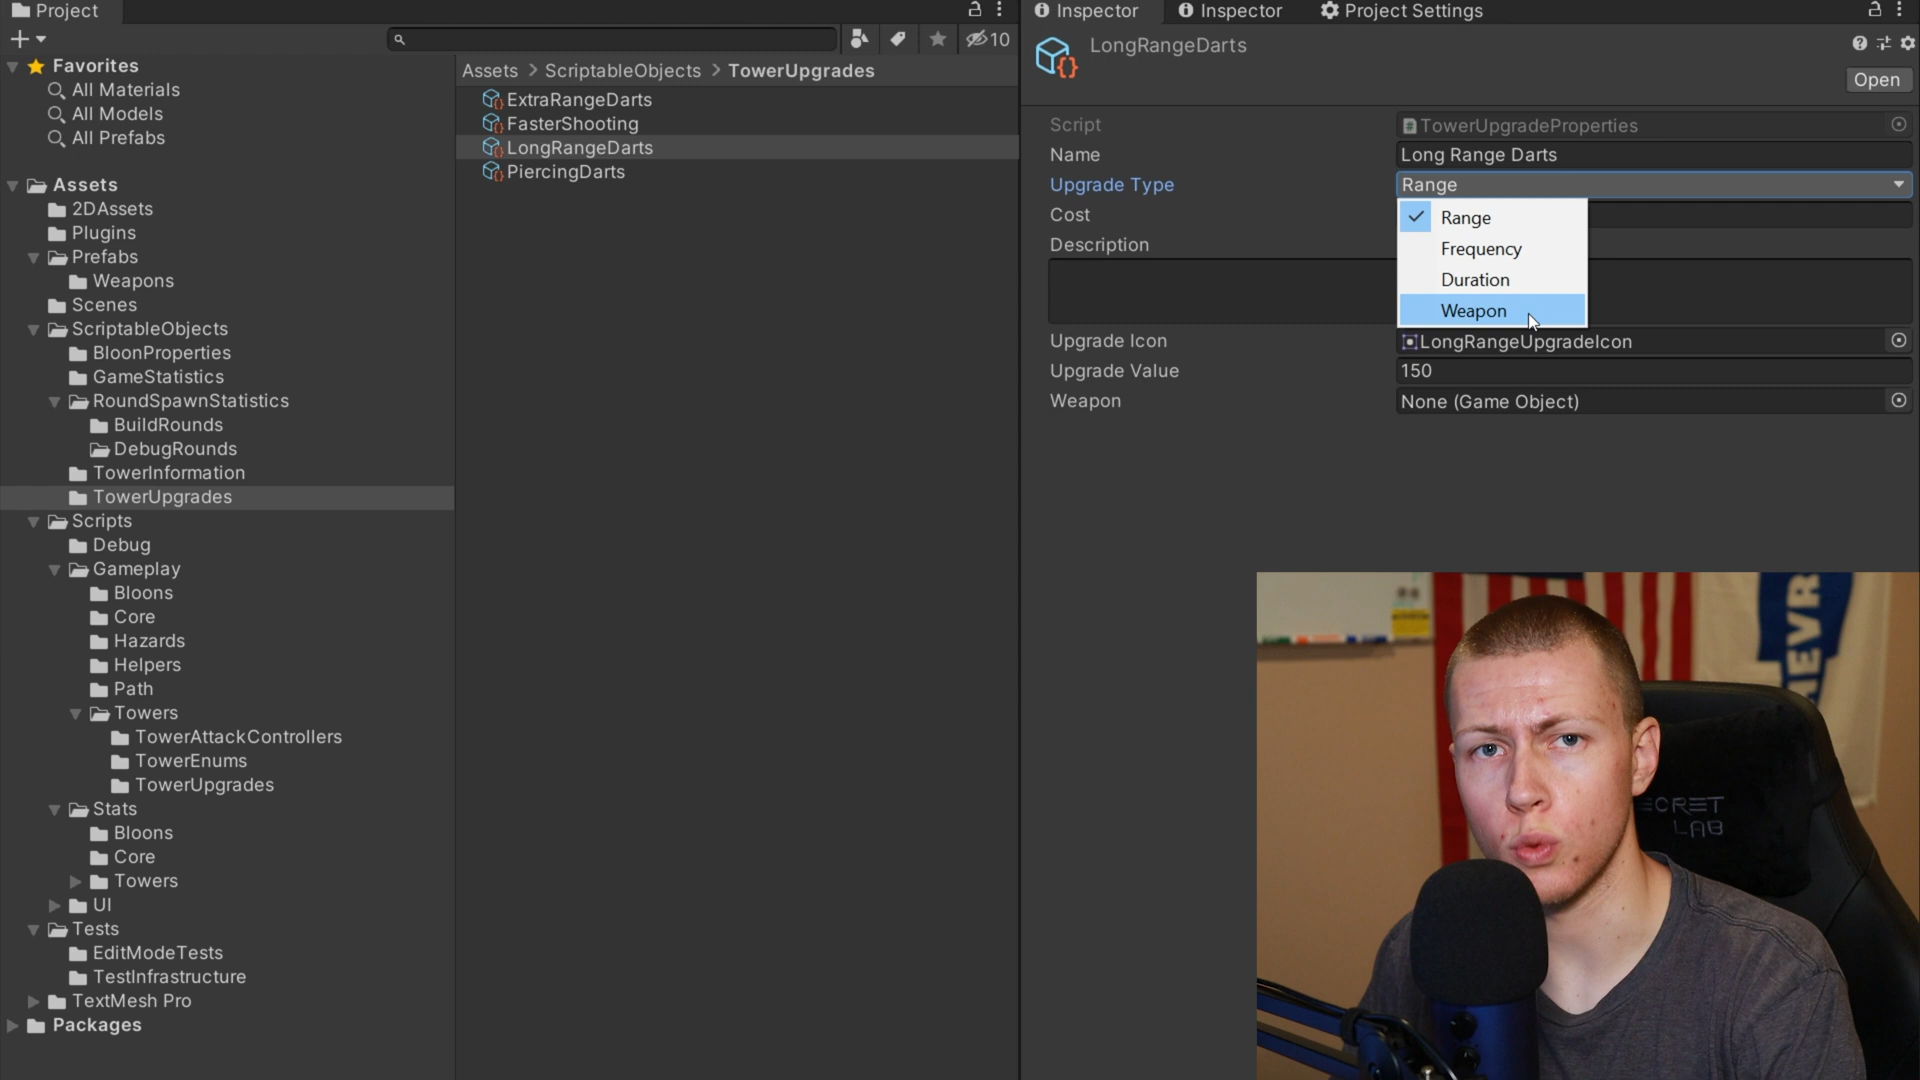 Project
10
Favorites
All Materials
All Models
All Prefabs
Assets
2DAssets
Plugins
Prefabs
Weapons
Scenes
ScriptableObjects
BloonProperties
GameStatistics
RoundSpawnStatistics
BuildRounds
DebugRounds
TowerInformation
TowerUpgrades
Scripts
Debug
Gameplay
Bloons
Core
Hazards
Helpers
Path
Towers
TowerAttackControllers
TowerEnums
TowerUpgrades
Stats
Bloons
Core
Towers
UI
Tests
EditModeTests
TestInfrastructure
TextMesh Pro
Packages
Assets > ScriptableObjects > TowerUpgrades
ExtraRangeDarts
FasterShooting
LongRangeDarts
PiercingDarts
Inspector Inspector Project Settings
LongRangeDarts
Open
Script TowerUpgradeProperties
Name Long Range Darts
Upgrade Type Range
Cost
Description
Range
Frequency
Duration
Weapon
Upgrade Icon LongRangeUpgradeIcon
Upgrade Value 150
Weapon None (Game Object)
HEVR
ECRET
LAB